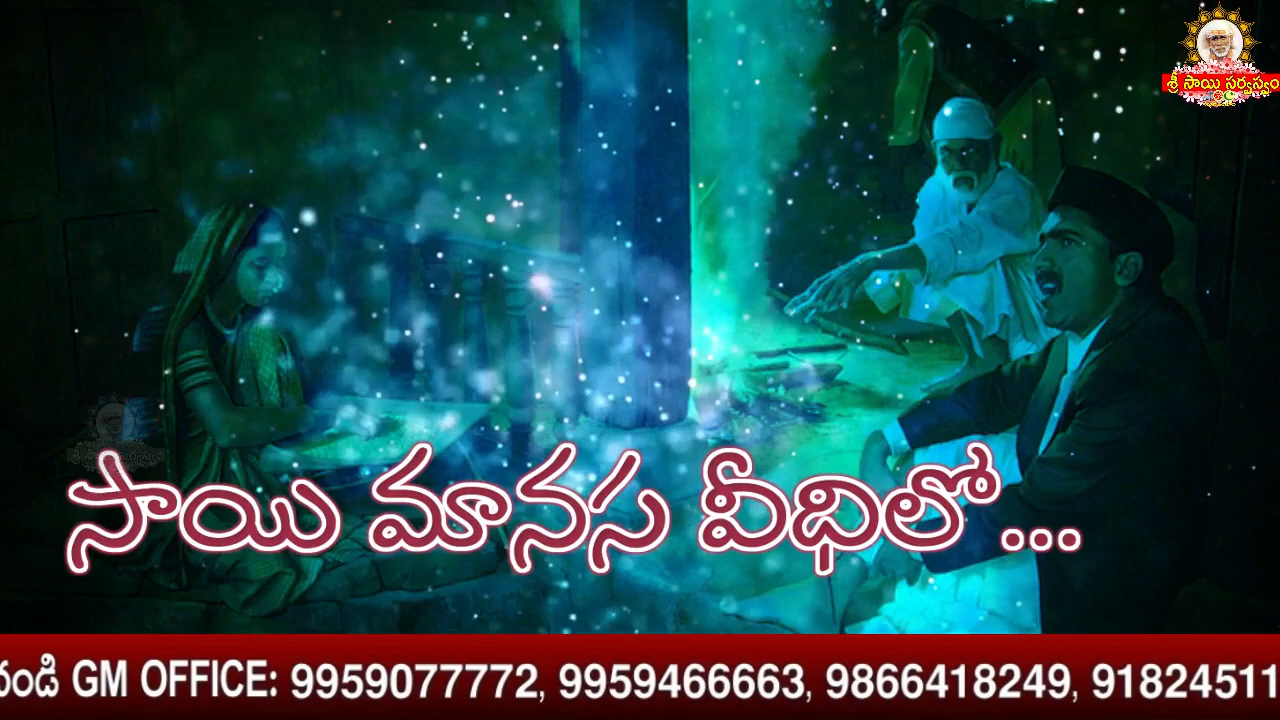 శ్రీ సాయి సర్వస్వం
సాయి మానస వీధిలో...
GM OFFICE: 9959077772, 9959466663, 9866418249, 91824511